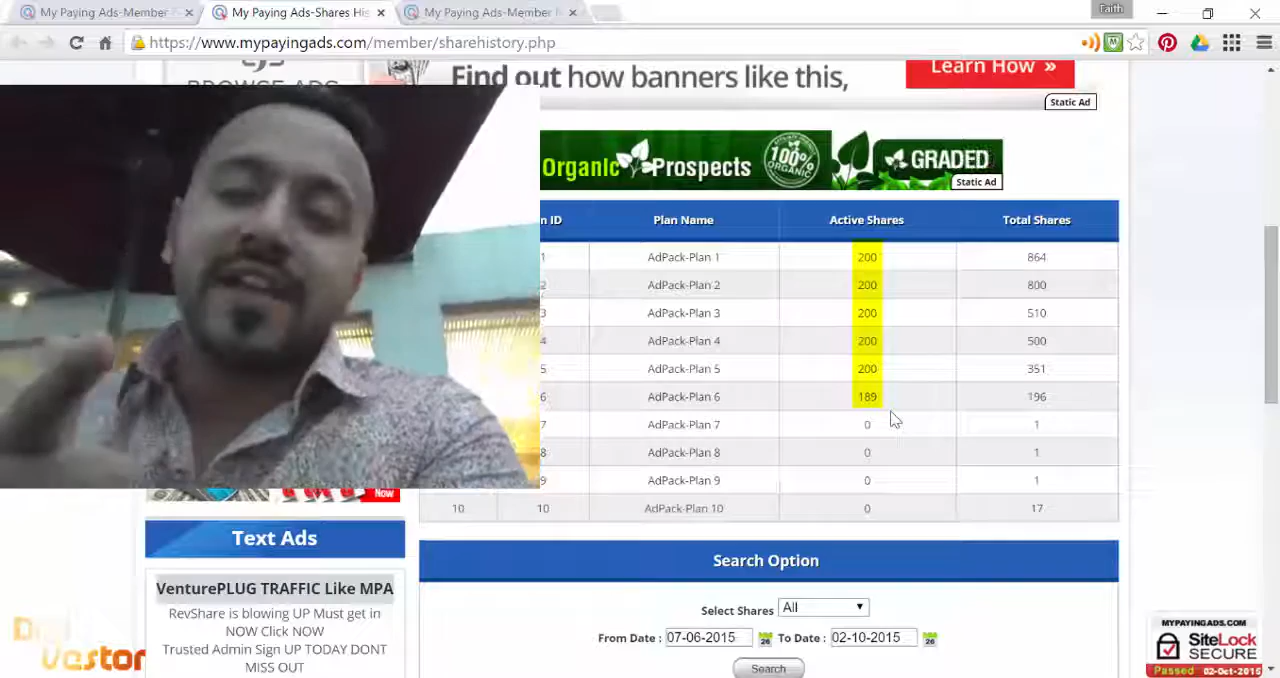 My Paying Ads-Member
My Paying Ads-Shares His
My Paying Ads-Member
Faith
https://www.mypayingads.com/member/sharehistory.php
BROWSE ADS
Find out how banners like this,
Learn How »
Static Ad
Organic Prospects
100%
ORGANIC
GRADED
Static Ad
n ID Plan Name Active Shares Total Shares
1 AdPack-Plan 1 200 864
2 AdPack-Plan 2 200 800
3 AdPack-Plan 3 200 510
4 AdPack-Plan 4 200 500
5 AdPack-Plan 5 200 351
6 AdPack-Plan 6 189 196
7 AdPack-Plan 7 0 1
8 AdPack-Plan 8 0 1
9 AdPack-Plan 9 0 1
10 10 AdPack-Plan 10 0 17
Now
Text Ads
VenturePLUG TRAFFIC Like MPA
RevShare is blowing UP Must get in
NOW Click NOW
Trusted Admin Sign UP TODAY DONT
MISS OUT
Search Option
Select Shares All
From Date : 07-06-2015 To Date : 02-10-2015
Search
MYPAYINGADS.COM
SiteLock
SECURE
Passed 02-Oct-2015